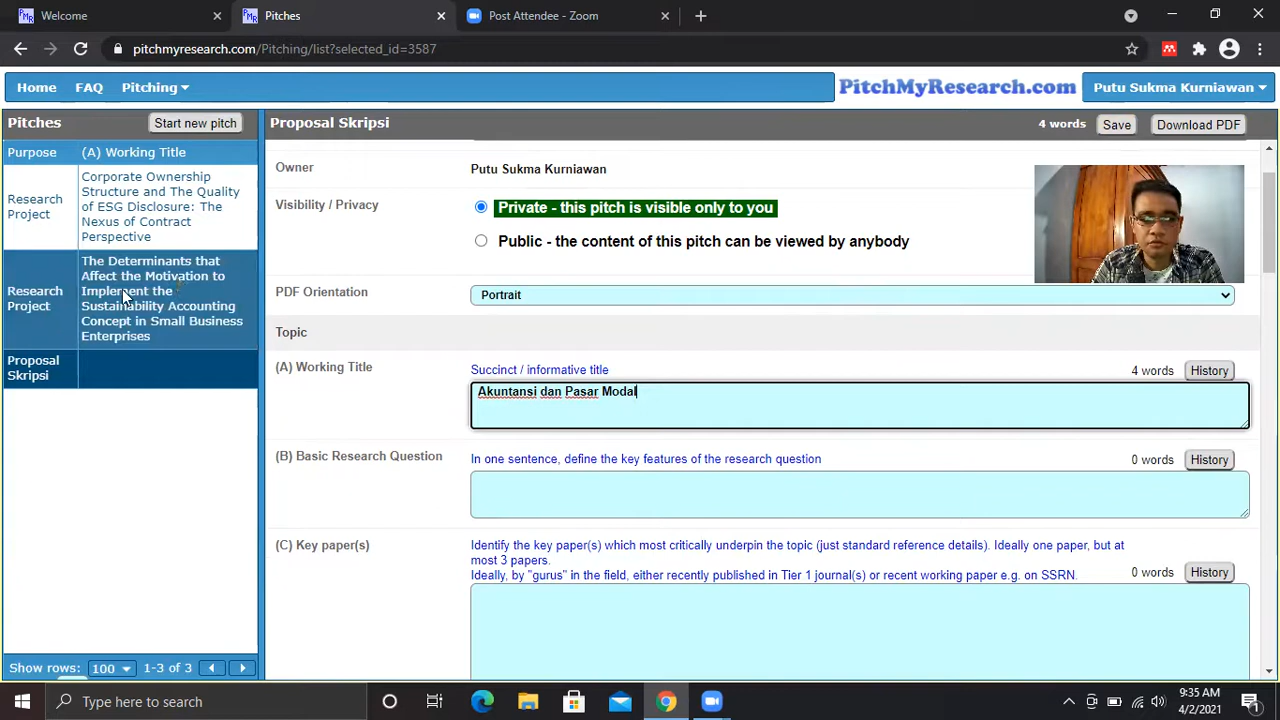 Welcome
Pitches
Post Attendee - Zoom
pitchmyresearch.com/Pitching/list?selected_id=3587
Home FAQ Pitching
PitchMyResearch.com
Putu Sukma Kurniawan
Pitches
Start new pitch
Purpose
(A) Working Title
Research
Project
Corporate Ownership
Structure and The Quality
of ESG Disclosure: The
Nexus of Contract
Perspective
Research
Project
The Determinants that
Affect the Motivation to
Implement the
Sustainability Accounting
Concept in Small Business
Enterprises
Proposal
Skripsi
Show rows: 100 1-3 of 3
Proposal Skripsi
4 words
Save
Download PDF
Owner
Putu Sukma Kurniawan
Visibility / Privacy
Private - this pitch is visible only to you
Public - the content of this pitch can be viewed by anybody
PDF Orientation
Portrait
Topic
(A) Working Title
Succinct / informative title
4 words
History
Akuntansi dan Pasar Modal
(B) Basic Research Question
In one sentence, define the key features of the research question
0 words
History
(C) Key paper(s)
Identify the key paper(s) which most critically underpin the topic (just standard reference details). Ideally one paper, but at
most 3 papers.
Ideally, by "gurus" in the field, either recently published in Tier 1 journal(s) or recent working paper e.g. on SSRN.
0 words
History
Type here to search
9:35 AM
4/2/2021